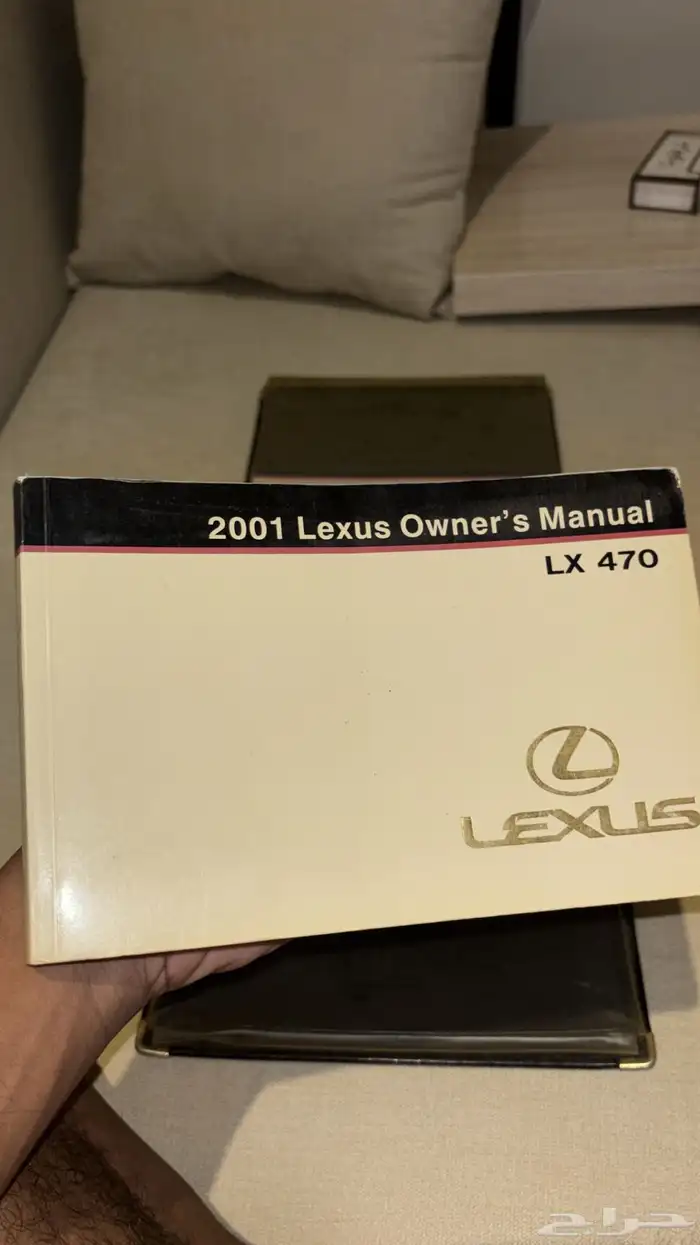 2001 Lexus Owner's Manual
LX 470
LEXUS
حراج